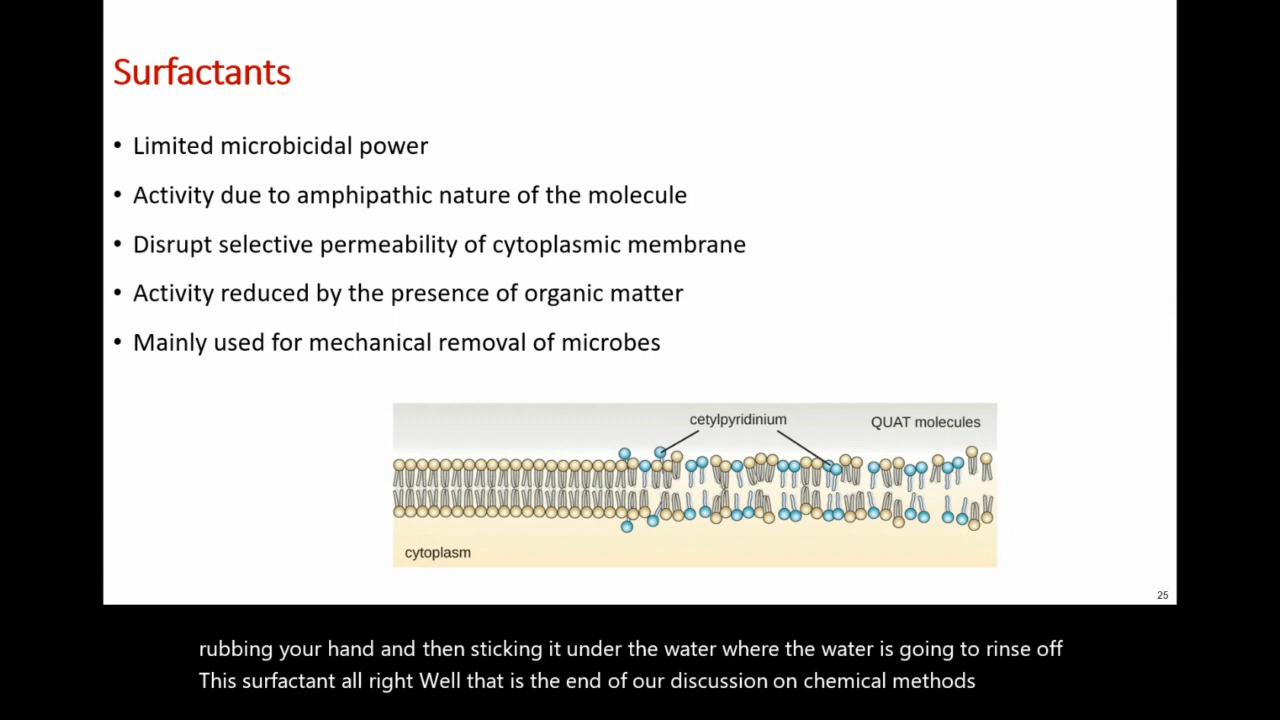 Surfactants
• Limited microbicidal power
• Activity due to amphipathic nature of the molecule
• Disrupt selective permeability of cytoplasmic membrane
• Activity reduced by the presence of organic matter
• Mainly used for mechanical removal of microbes
cetylpyridinium
QUAT molecules
cytoplasm
25
rubbing your hand and then sticking it under the water where the water is going to rinse off
This surfactant all right Well that is the end of our discussion on chemical methods